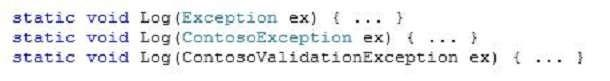 static void Log(Exception ex) { ... }
static void Log(ContosoException ex) { ... }
static void Log(ContosoValidationException ex) { ... }